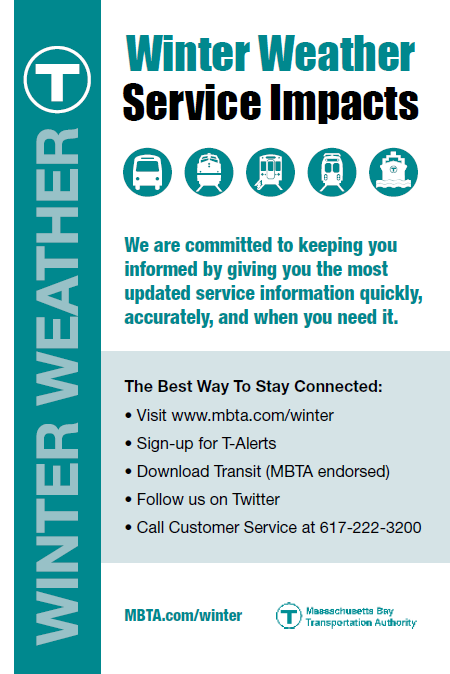 WINTER WEATHER
T
Winter Weather
Service Impacts
We are committed to keeping you
informed by giving you the most
updated service information quickly,
accurately, and when you need it.
The Best Way To Stay Connected:
• Visit www.mbta.com/winter
• Sign-up for T-Alerts
• Download Transit (MBTA endorsed)
• Follow us on Twitter
• Call Customer Service at 617-222-3200
MBTA.com/winter
T
Massachusetts Bay
Transportation Authority